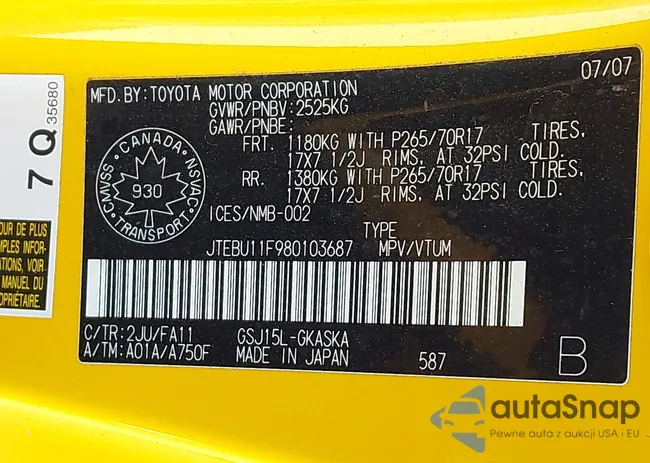 07/07
MFD. BY: TOYOTA MOTOR CORPORATION
GVWR/PNBV: 2525KG
GAWR/PNBE:
FRT. 1180KG WITH P265/70R17 TIRES,
17X7 1/2J RIMS, AT 32PSI COLD.
RR. 1380KG WITH P265/70R17 TIRES,
17X7 1/2J RIMS, AT 32PSI COLD.
ICES/NMB-002
CANADA
CMVSS
NSVAC
930
TRANSPORT
TYPE
JTEBU11F980103687 MPV/VTUM
C/TR: 2JU/FA11 GSJ15L-GKASKA
A/TM: A01A/A750F MADE IN JAPAN 587 B
7 Q 35680
OUR DE PLUS
MPLES INFOR-
ATIONS, VOIR
PRIÉTAIRE.
autaSnap
Pewne auta z aukcji USA i EU